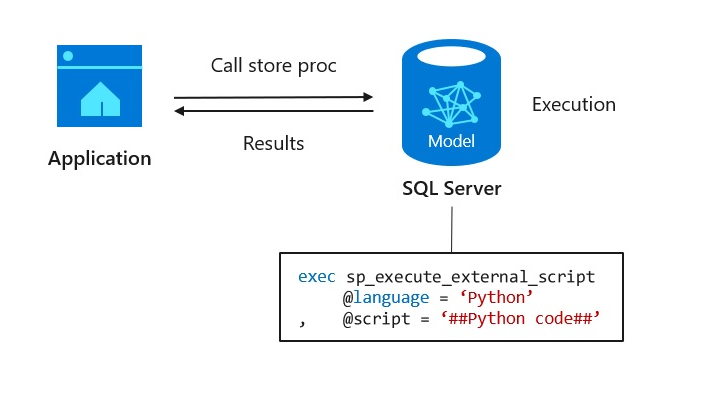 Call store proc
Results
Application
Model
Execution
SQL Server
exec sp_execute_external_script
@language = ‘Python’
, @script = ‘##Python code##’